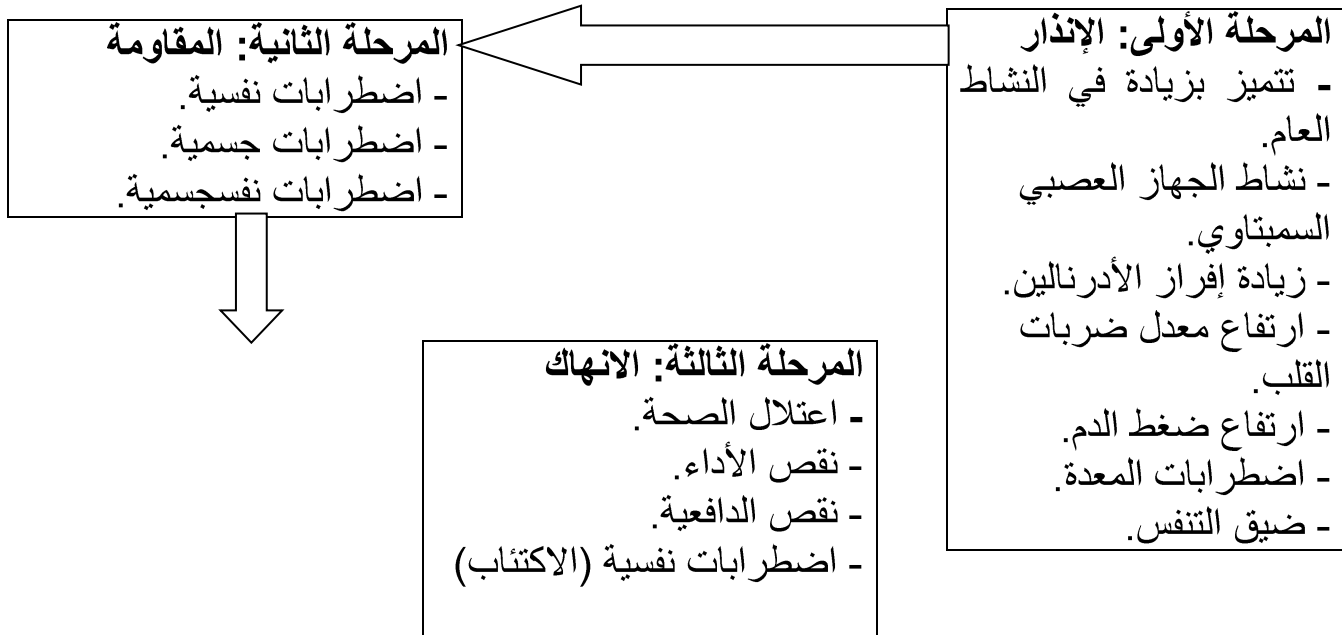 المرحلة الأولى: الإنذار
- تتميز بزيادة في النشاط
العام.
- نشاط الجهاز العصبي
السمبتاوي.
- زيادة إفراز الأدرنالين.
- ارتفاع معدل ضربات
القلب.
- ارتفاع ضغط الدم.
- اضطرابات المعدة.
- ضيق التنفس.
المرحلة الثانية: المقاومة
- اضطرابات نفسية.
- اضطرابات جسمية.
- اضطرابات نفسجسمية.
المرحلة الثالثة: الانهاك
- اعتلال الصحة.
- نقص الأداء.
- نقص الدافعية.
- اضطرابات نفسية (الاكتئاب)